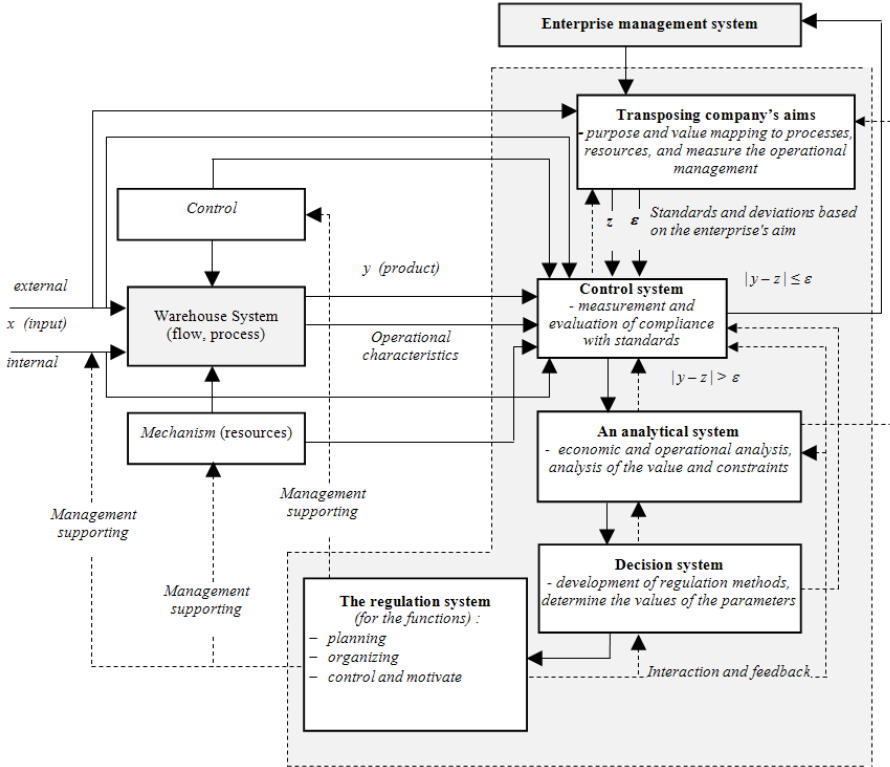 Enterprise management system
Transposing company's aims
- purpose and value mapping to processes,
resources, and measure the operational
management
Control
z
ε
Standards and deviations based
on the enterprise's aim
y (product)
|y – z| ≤ ε
external
x (input)
internal
Warehouse System
(flow, process)
Operational
characteristics
Control system
- measurement and
evaluation of compliance
with standards
|y – z| > ε
Mechanism (resources)
An analytical system
- economic and operational analysis,
analysis of the value and constraints
Management
supporting
Management
supporting
Management
supporting
Decision system
- development of regulation methods,
determine the values of the parameters
The regulation system
(for the functions) :
– planning
– organizing
– control and motivate
Interaction and feedback